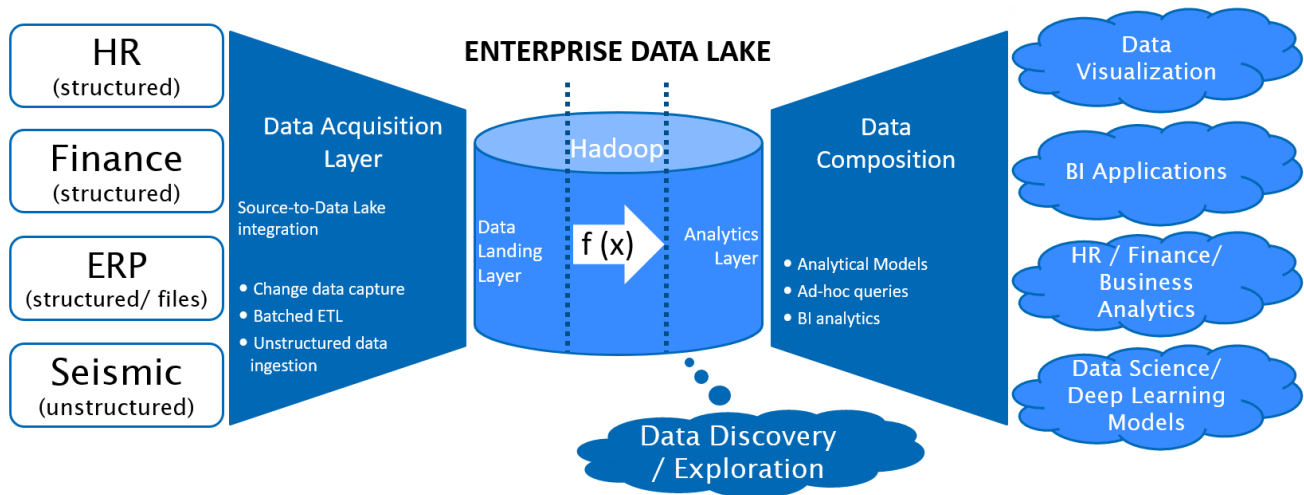 HR
(structured)
Finance
(structured)
ERP
(structured/ files)
Seismic
(unstructured)
Data Acquisition
Layer
Source-to-Data Lake
integration
• Change data capture
• Batched ETL
• Unstructured data
ingestion
ENTERPRISE DATA LAKE
Hadoop
Data
Landing
Layer
f (x)
Analytics
Layer
Data Discovery
/ Exploration
Data
Composition
• Analytical Models
• Ad-hoc queries
• BI analytics
Data
Visualization
BI Applications
HR / Finance/
Business
Analytics
Data Science/
Deep Learning
Models